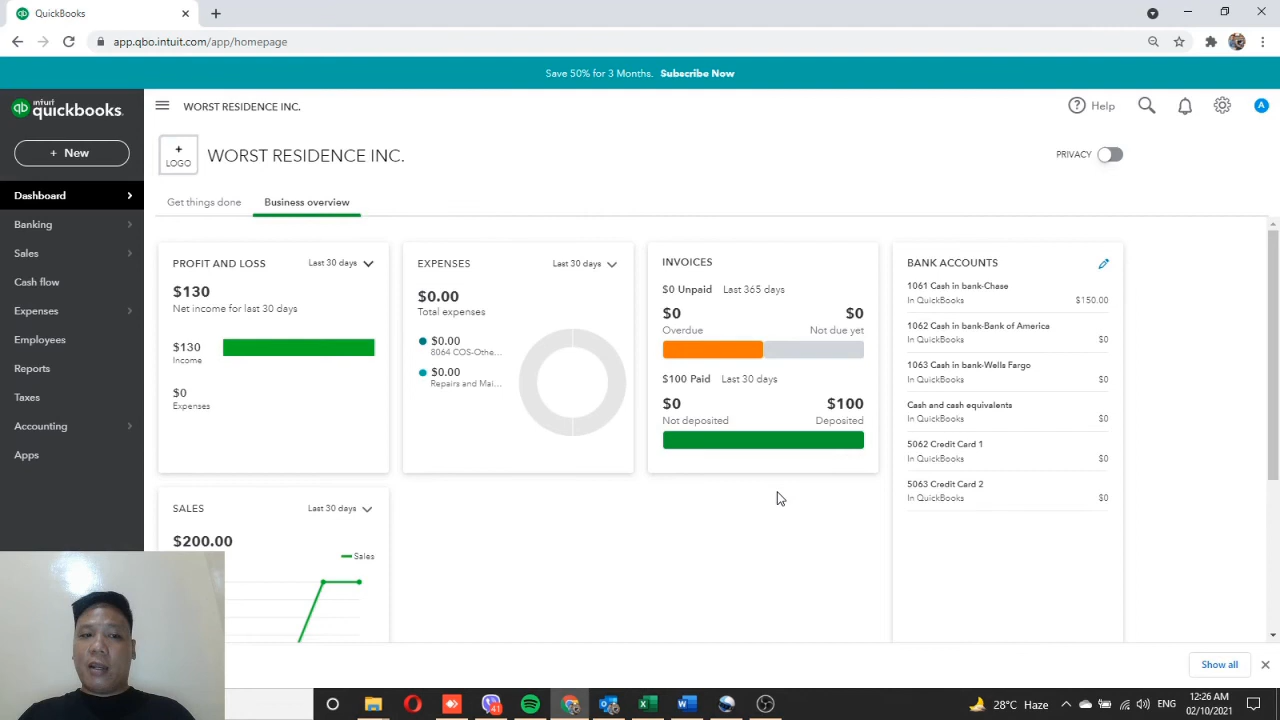 QuickBooks
app.qbo.intuit.com/app/homepage
Save 50% for 3 Months. Subscribe Now
intuit
quickbooks.
WORST RESIDENCE INC.
Help
A
+ New
+
LOGO
WORST RESIDENCE INC.
PRIVACY
Dashboard
Banking
Sales
Cash flow
Expenses
Employees
Reports
Taxes
Accounting
Apps
Get things done
Business overview
PROFIT AND LOSS
Last 30 days
$130
Net income for last 30 days
$130
Income
$0
Expenses
EXPENSES
Last 30 days
$0.00
Total expenses
$0.00
8064 COS-Othe...
$0.00
Repairs and Mai...
INVOICES
$0 Unpaid Last 365 days
$0 $0
Overdue Not due yet
$100 Paid Last 30 days
$0 $100
Not deposited Deposited
BANK ACCOUNTS
1061 Cash in bank-Chase
In QuickBooks $150.00
1062 Cash in bank-Bank of America
In QuickBooks $0
1063 Cash in bank-Wells Fargo
In QuickBooks $0
Cash and cash equivalents
In QuickBooks $0
5062 Credit Card 1
In QuickBooks $0
5063 Credit Card 2
In QuickBooks $0
SALES
Last 30 days
$200.00
Sales
Show all
41
28°C Haze
ENG
12:26 AM
02/10/2021